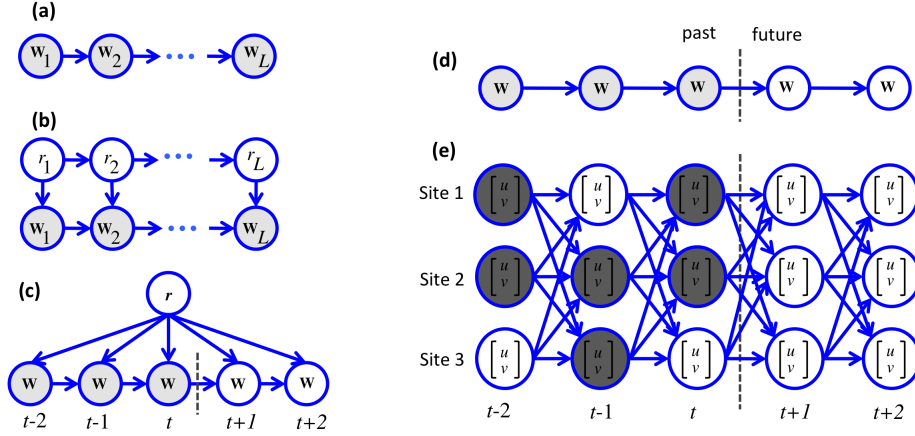 (a)
w1 w2 ... wL
(b)
r1 r2 ... rL
w1 w2 ... wL
(c)
r
w w w w w
t-2 t-1 t t+1 t+2
past future
(d)
w w w w w
(e)
Site 1
[u v] [u v] [u v] [u v] [u v]
Site 2
[u v] [u v] [u v] [u v] [u v]
Site 3
[u v] [u v] [u v] [u v] [u v]
t-2 t-1 t t+1 t+2